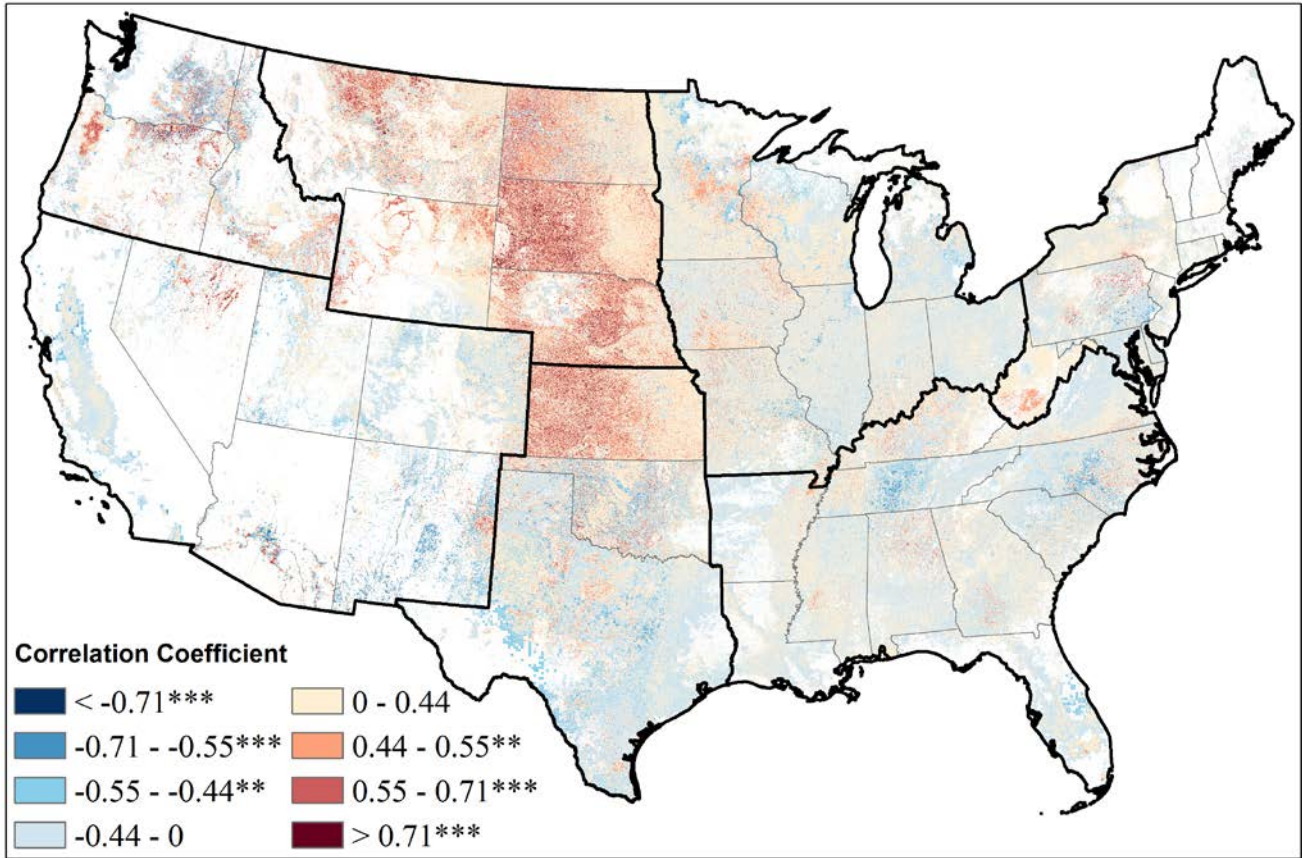 Correlation Coefficient
< -0.71***
-0.71 - -0.55***
-0.55 - -0.44**
-0.44 - 0
0 - 0.44
0.44 - 0.55**
0.55 - 0.71***
> 0.71***